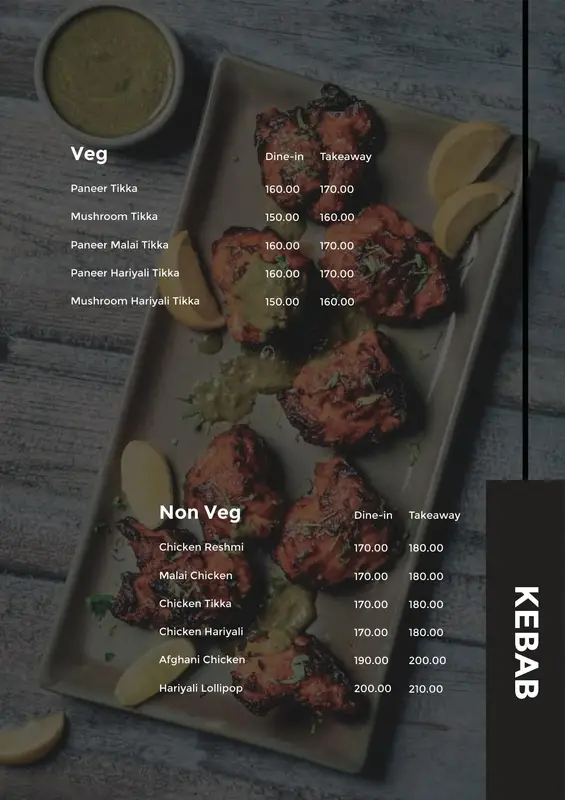 Veg Dine-in Takeaway
Paneer Tikka 160.00 170.00
Mushroom Tikka 150.00 160.00
Paneer Malai Tikka 160.00 170.00
Paneer Hariyali Tikka 160.00 170.00
Mushroom Hariyali Tikka 150.00 160.00
Non Veg Dine-in Takeaway
Chicken Reshmi 170.00 180.00
Malai Chicken 170.00 180.00
Chicken Tikka 170.00 180.00
Chicken Hariyali 170.00 180.00
Afghani Chicken 190.00 200.00
Hariyali Lollipop 200.00 210.00
KEBAB